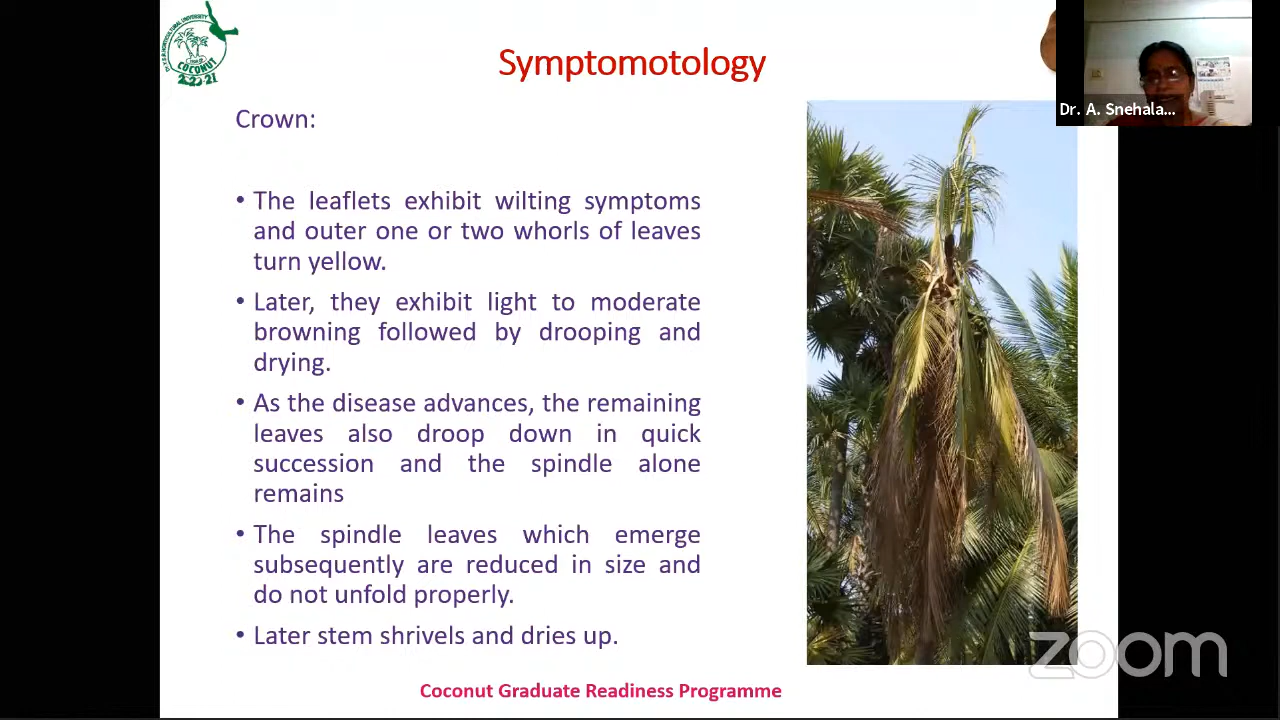 Symptomotology
Crown:
• The leaflets exhibit wilting symptoms
and outer one or two whorls of leaves
turn yellow.
• Later, they exhibit light to moderate
browning followed by drooping and
drying.
• As the disease advances, the remaining
leaves also droop down in quick
succession and the spindle alone
remains
• The spindle leaves which emerge
subsequently are reduced in size and
do not unfold properly.
• Later stem shrivels and dries up.
Coconut Graduate Readiness Programme
Dr. A. Snehala...
zoom
COCONUT